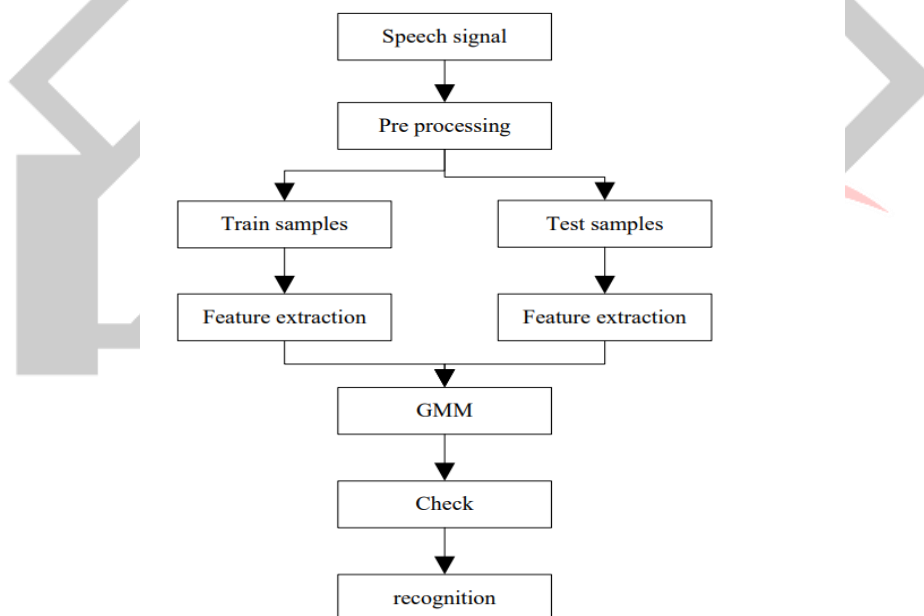 Speech signal
Pre processing
Train samples
Test samples
Feature extraction
Feature extraction
GMM
Check
recognition